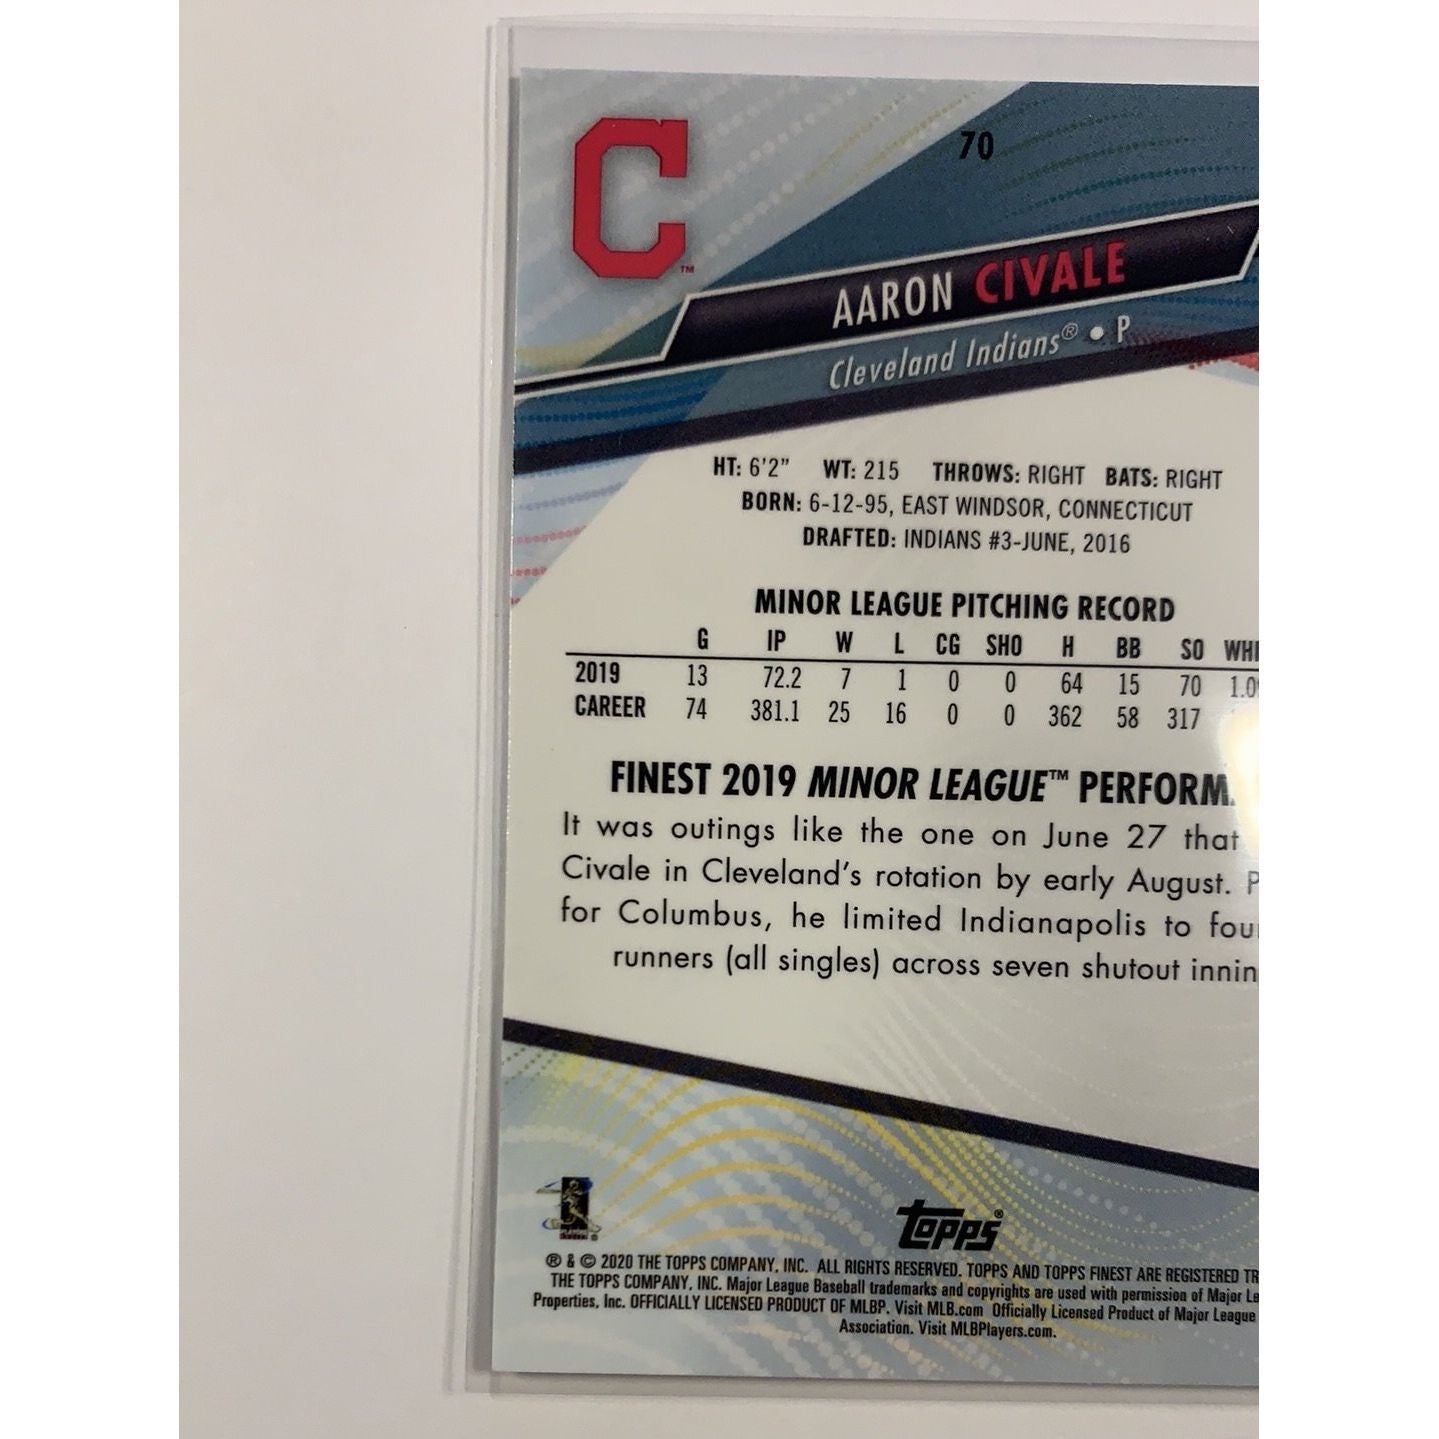 C™
70
AARON CIVALE
Cleveland Indians® • P
HT: 6'2" WT: 215 THROWS: RIGHT BATS: RIGHT
BORN: 6-12-95, EAST WINDSOR, CONNECTICUT
DRAFTED: INDIANS #3-JUNE, 2016
MINOR LEAGUE PITCHING RECORD
G IP W L CG SHO H BB SO
2019 13 72.2 7 1 0 0 64 15 70
CAREER 74 381.1 25 16 0 0 362 58 317
FINEST 2019 MINOR LEAGUE™
It was outings like the one on June 27 that
Civale in Cleveland's rotation by early August.
for Columbus, he limited Indianapolis to
runners (all singles) across seven shutout
topps®
® & © 2020 THE TOPPS COMPANY, INC. ALL RIGHTS RESERVED. TOPPS AND TOPPS FINEST ARE REGISTERED
THE TOPPS COMPANY, INC. Major League Baseball trademarks and copyrights are used with permission of Major
Properties, Inc. OFFICIALLY LICENSED PRODUCT OF MLBP. Visit MLB.com Officially Licensed Product of Major League
Association. Visit MLBPlayers.com.